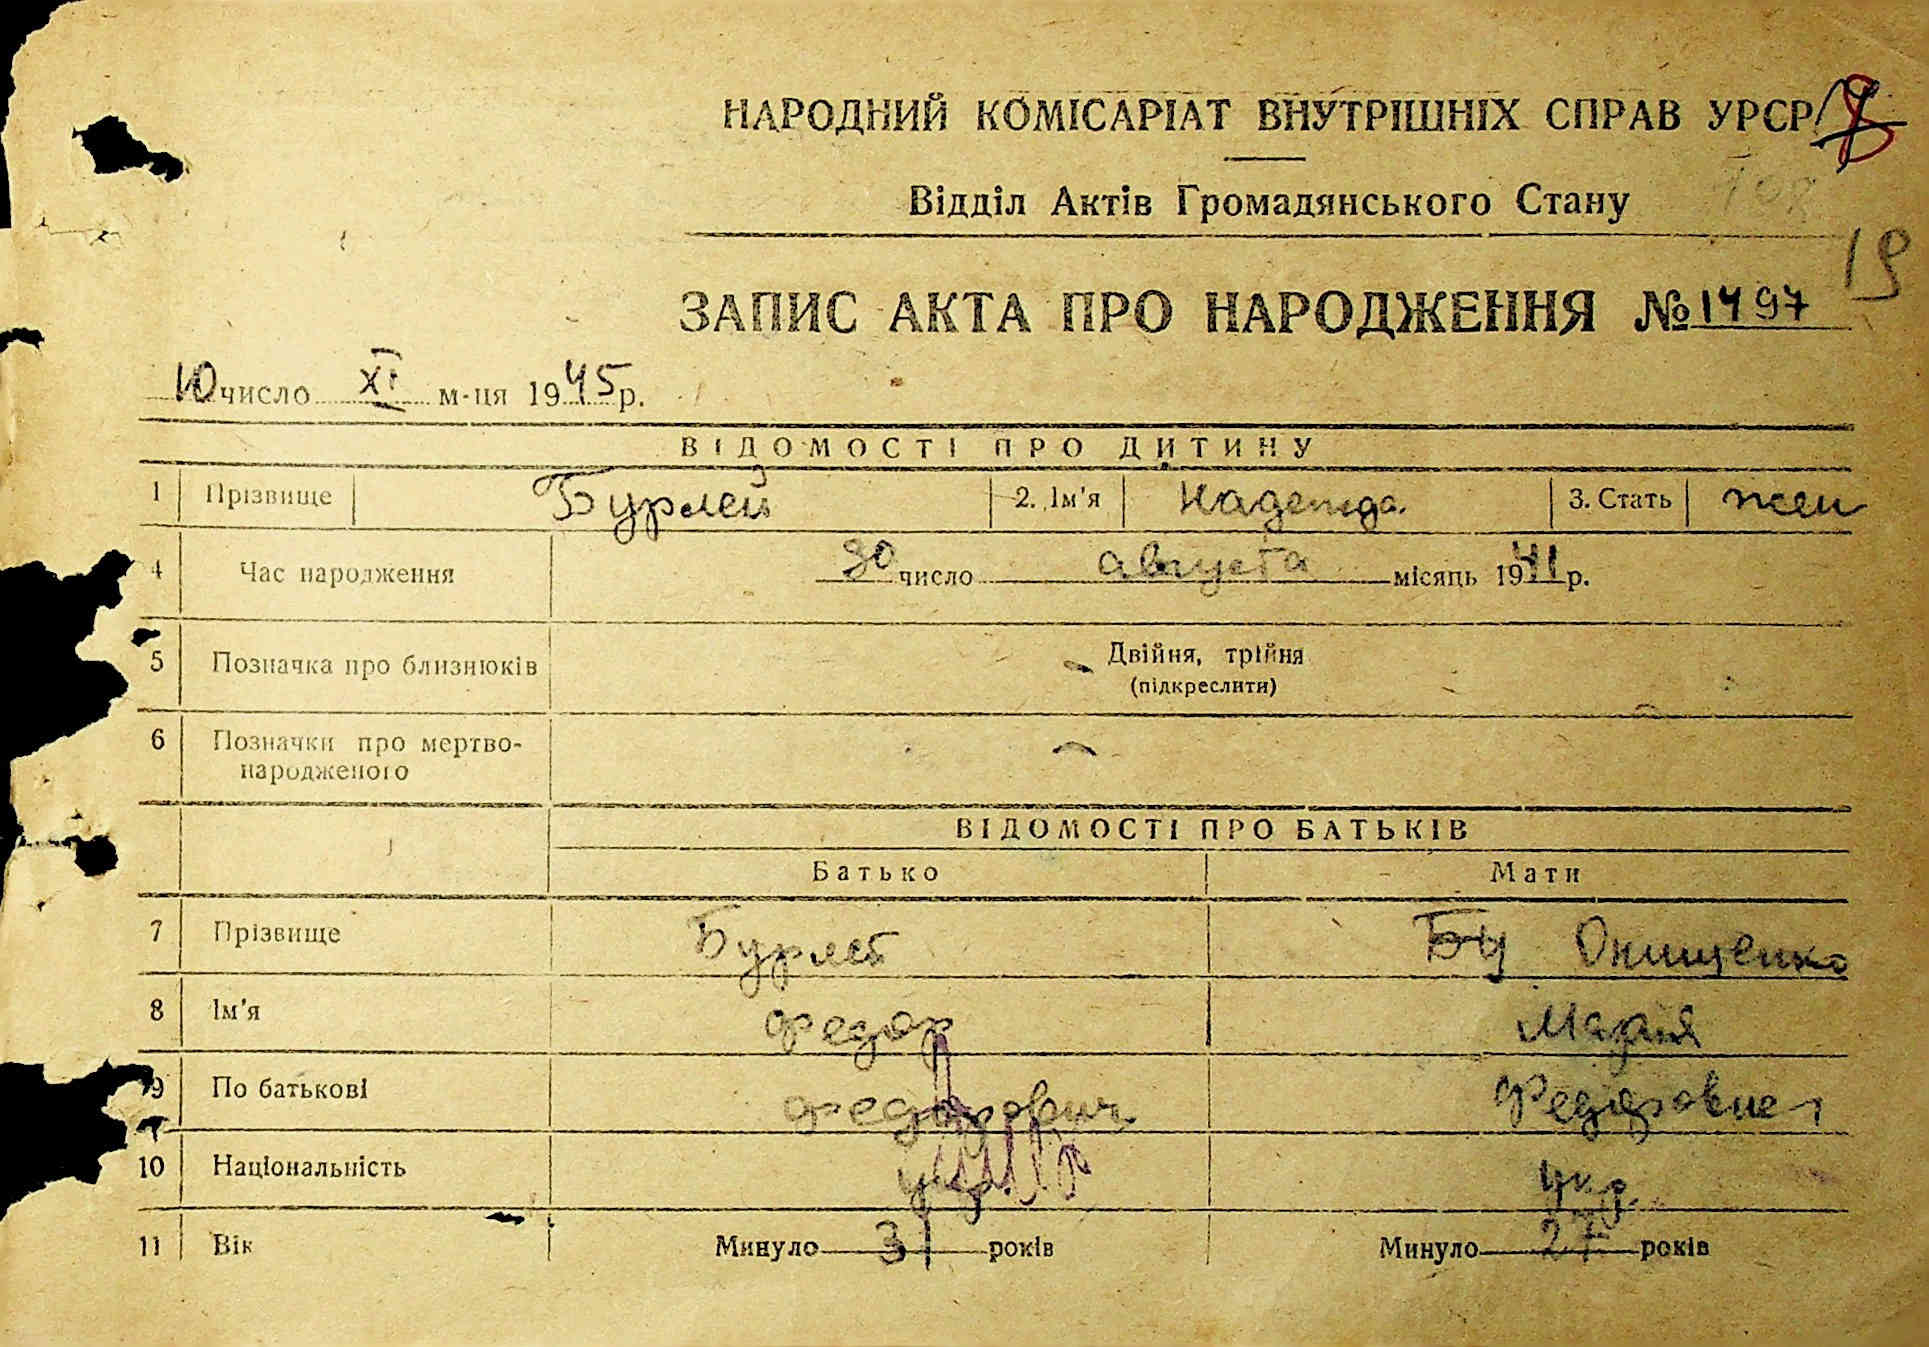 НАРОДНИЙ КОМІСАРІАТ ВНУТРІШНІХ СПРАВ УРСР
Відділ Актів Громадянського Стану
19
ЗАПИС АКТА ПРО НАРОДЖЕННЯ № 1497
10 число XI м-ця 1945 р.
ВІДОМОСТІ ПРО ДИТИНУ
1 Прізвище Бурлей 2. Ім'я Надежда 3. Стать жен
4 Час народження 30 число августа місяць 1941 р.
5 Позначка про близнюків Двійня, трійня
(підкреслити)
6 Позначки про мертво-
народженого
ВІДОМОСТІ ПРО БАТЬКІВ
Батько Мати
7 Прізвище Бурлей Бу Онищенко
8 Ім'я Федор Мария
9 По батькові Федорович Федоровна
10 Національність укр. укр.
11 Вік Минуло 31 років Минуло 27 років